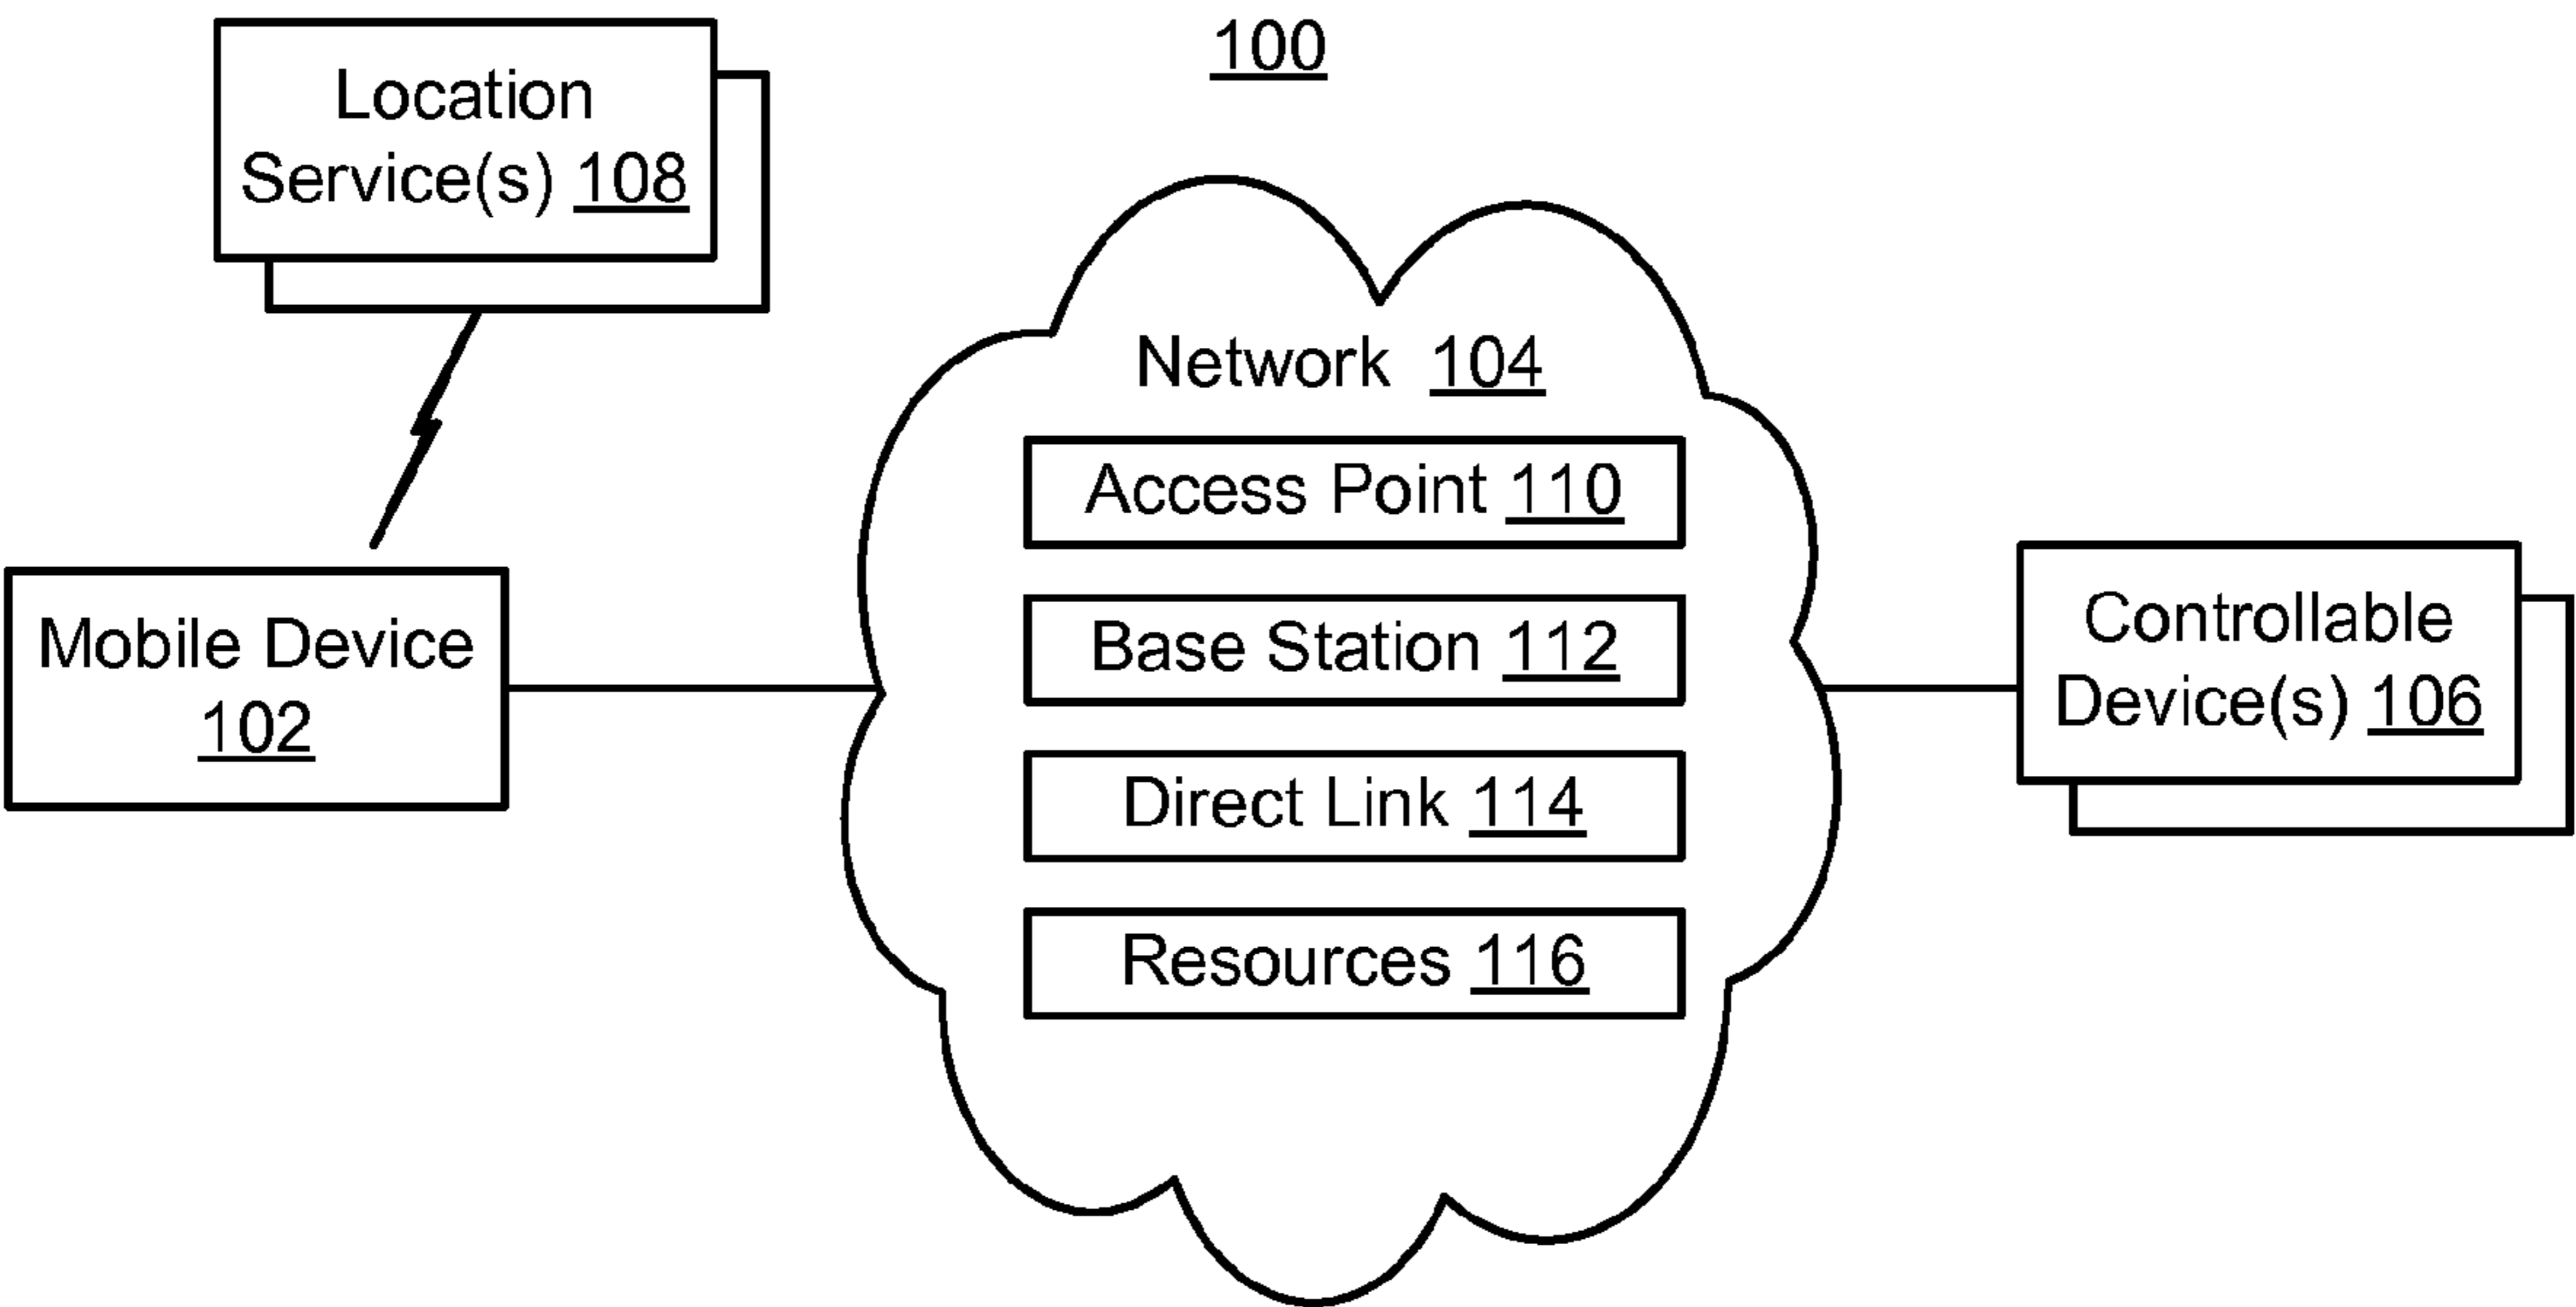 100
Location
Service(s) 108
Network 104
Access Point 110
Base Station 112
Direct Link 114
Resources 116
Mobile Device
102
Controllable
Device(s) 106